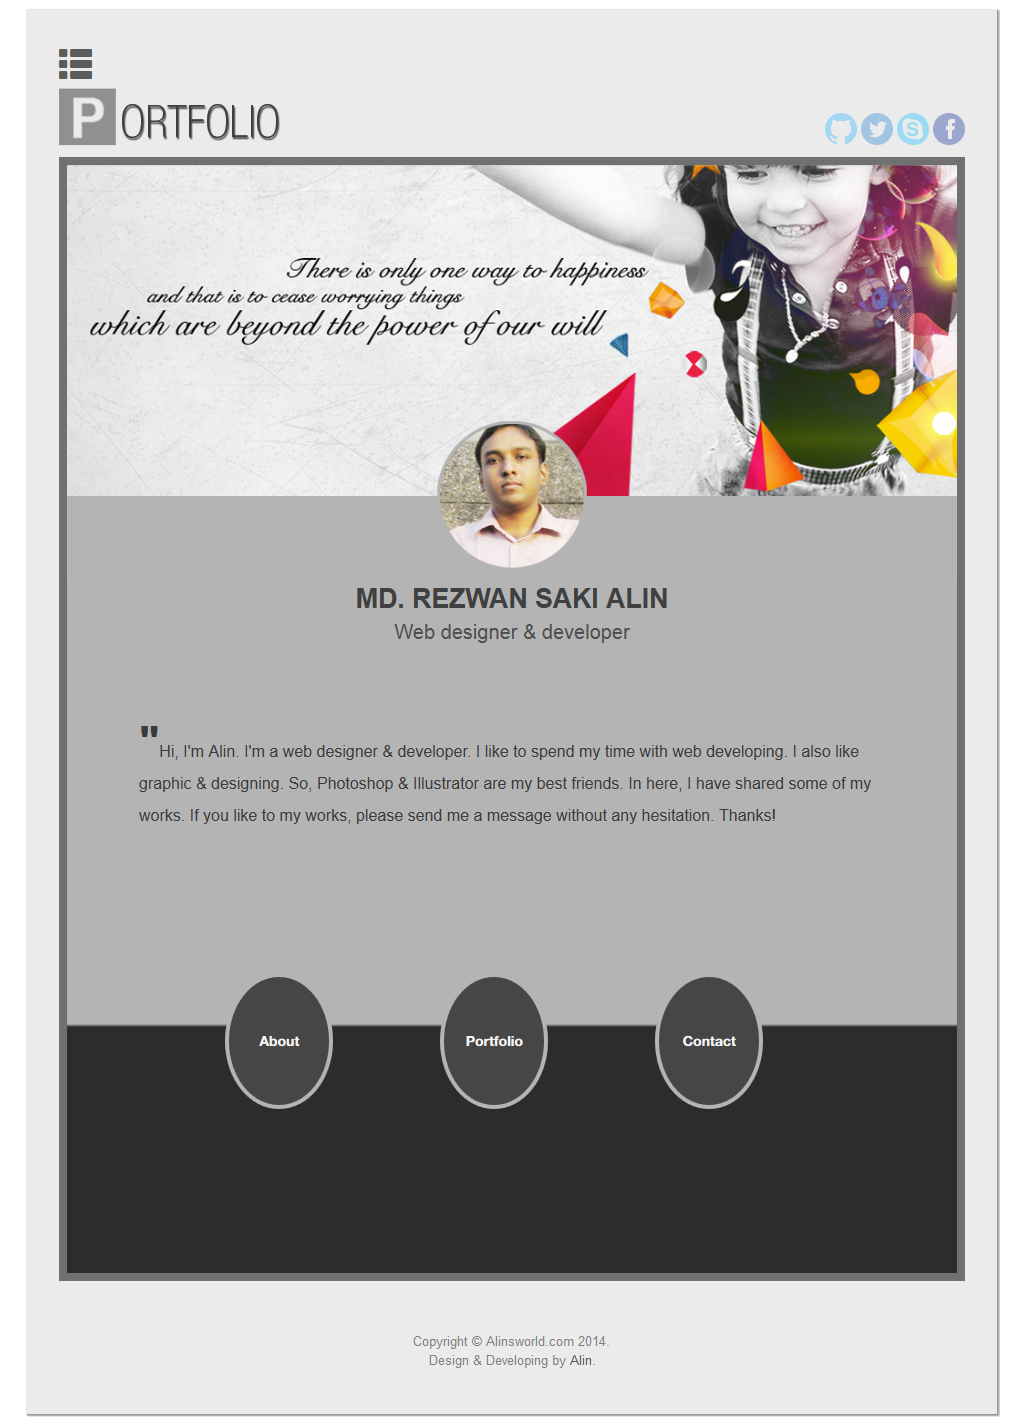 PORTFOLIO
There is only one way to happiness
and that is to cease worrying things
which are beyond the power of our will
MD. REZWAN SAKI ALIN
Web designer & developer
"Hi, I'm Alin. I'm a web designer & developer. I like to spend my time with web developing. I also like
graphic & designing. So, Photoshop & Illustrator are my best friends. In here, I have shared some of my
works. If you like to my works, please send me a message without any hesitation. Thanks!
About
Portfolio
Contact
Copyright © Alinsworld.com 2014.
Design & Developing by Alin.